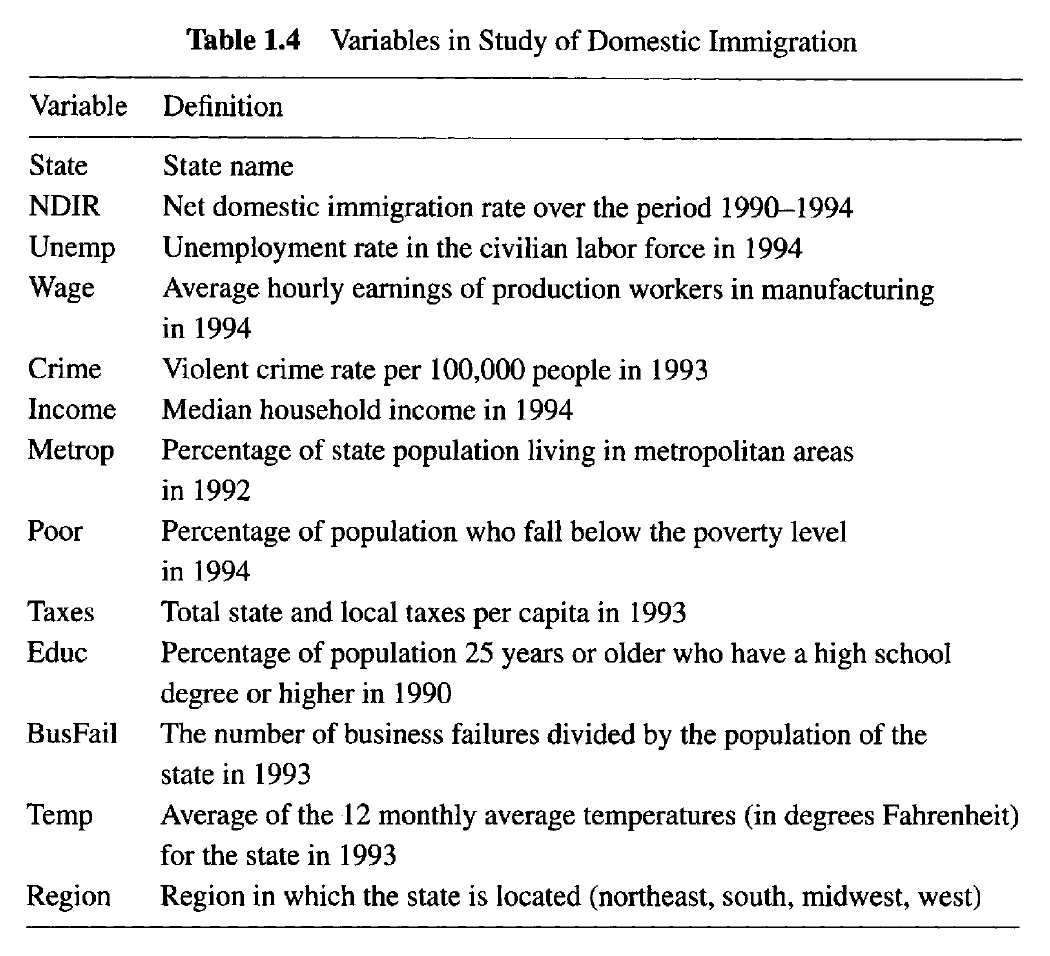 Table 1.4 Variables in Study of Domestic Immigration
Variable Definition
State State name
NDIR Net domestic immigration rate over the period 1990–1994
Unemp Unemployment rate in the civilian labor force in 1994
Wage Average hourly earnings of production workers in manufacturing
in 1994
Crime Violent crime rate per 100,000 people in 1993
Income Median household income in 1994
Metrop Percentage of state population living in metropolitan areas
in 1992
Poor Percentage of population who fall below the poverty level
in 1994
Taxes Total state and local taxes per capita in 1993
Educ Percentage of population 25 years or older who have a high school
degree or higher in 1990
BusFail The number of business failures divided by the population of the
state in 1993
Temp Average of the 12 monthly average temperatures (in degrees Fahrenheit)
for the state in 1993
Region Region in which the state is located (northeast, south, midwest, west)